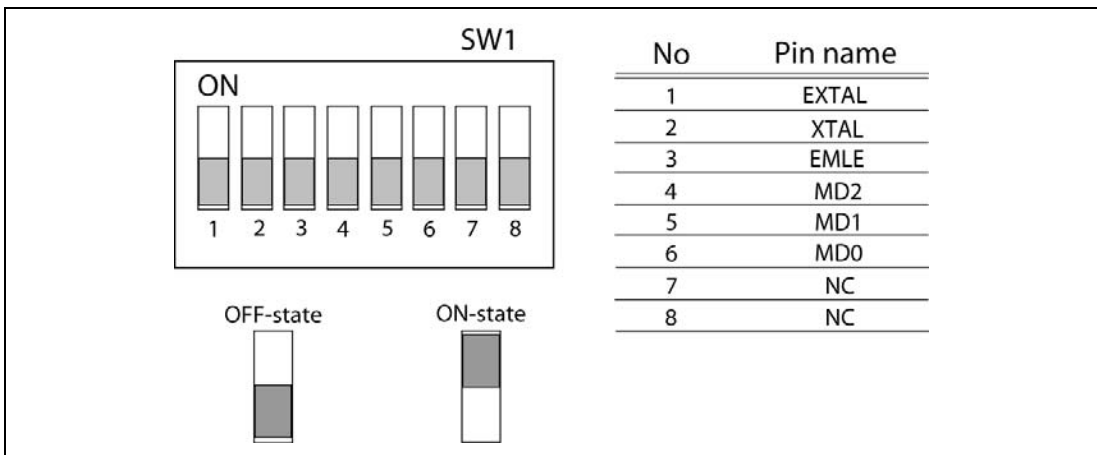 SW1
ON
1 2 3 4 5 6 7 8
OFF-state ON-state
No Pin name
1 EXTAL
2 XTAL
3 EMLE
4 MD2
5 MD1
6 MD0
7 NC
8 NC